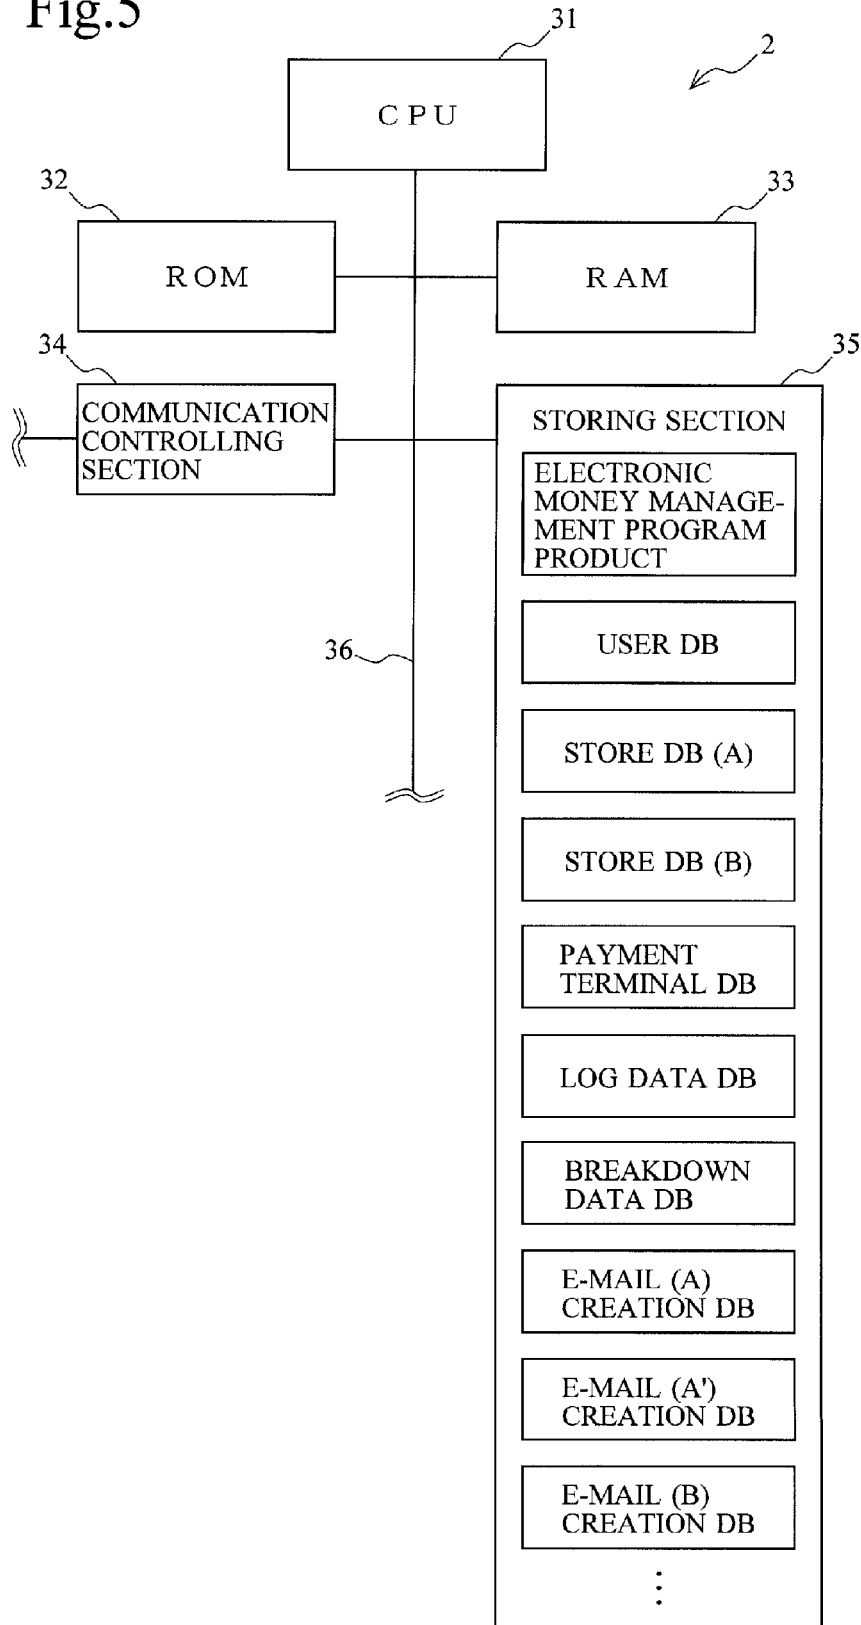 Fig.5
31
2
CPU
32
33
ROM
RAM
34
35
COMMUNICATION
CONTROLLING
SECTION
STORING SECTION
ELECTRONIC
MONEY MANAGE-
MENT PROGRAM
PRODUCT
USER DB
36
STORE DB (A)
STORE DB (B)
PAYMENT
TERMINAL DB
LOG DATA DB
BREAKDOWN
DATA DB
E-MAIL (A)
CREATION DB
E-MAIL (A')
CREATION DB
E-MAIL (B)
CREATION DB
⋮